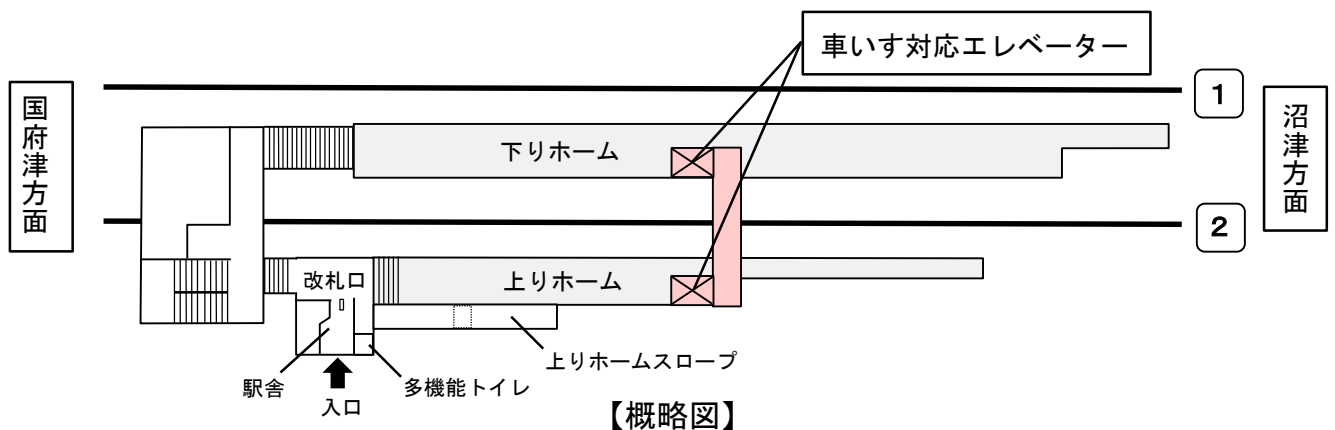 車いす対応エレベーター
国府津方面
1
沼津方面
下りホーム
2
改札口
上りホーム
上りホームスロープ
駅舎
多機能トイレ
入口
【概略図】